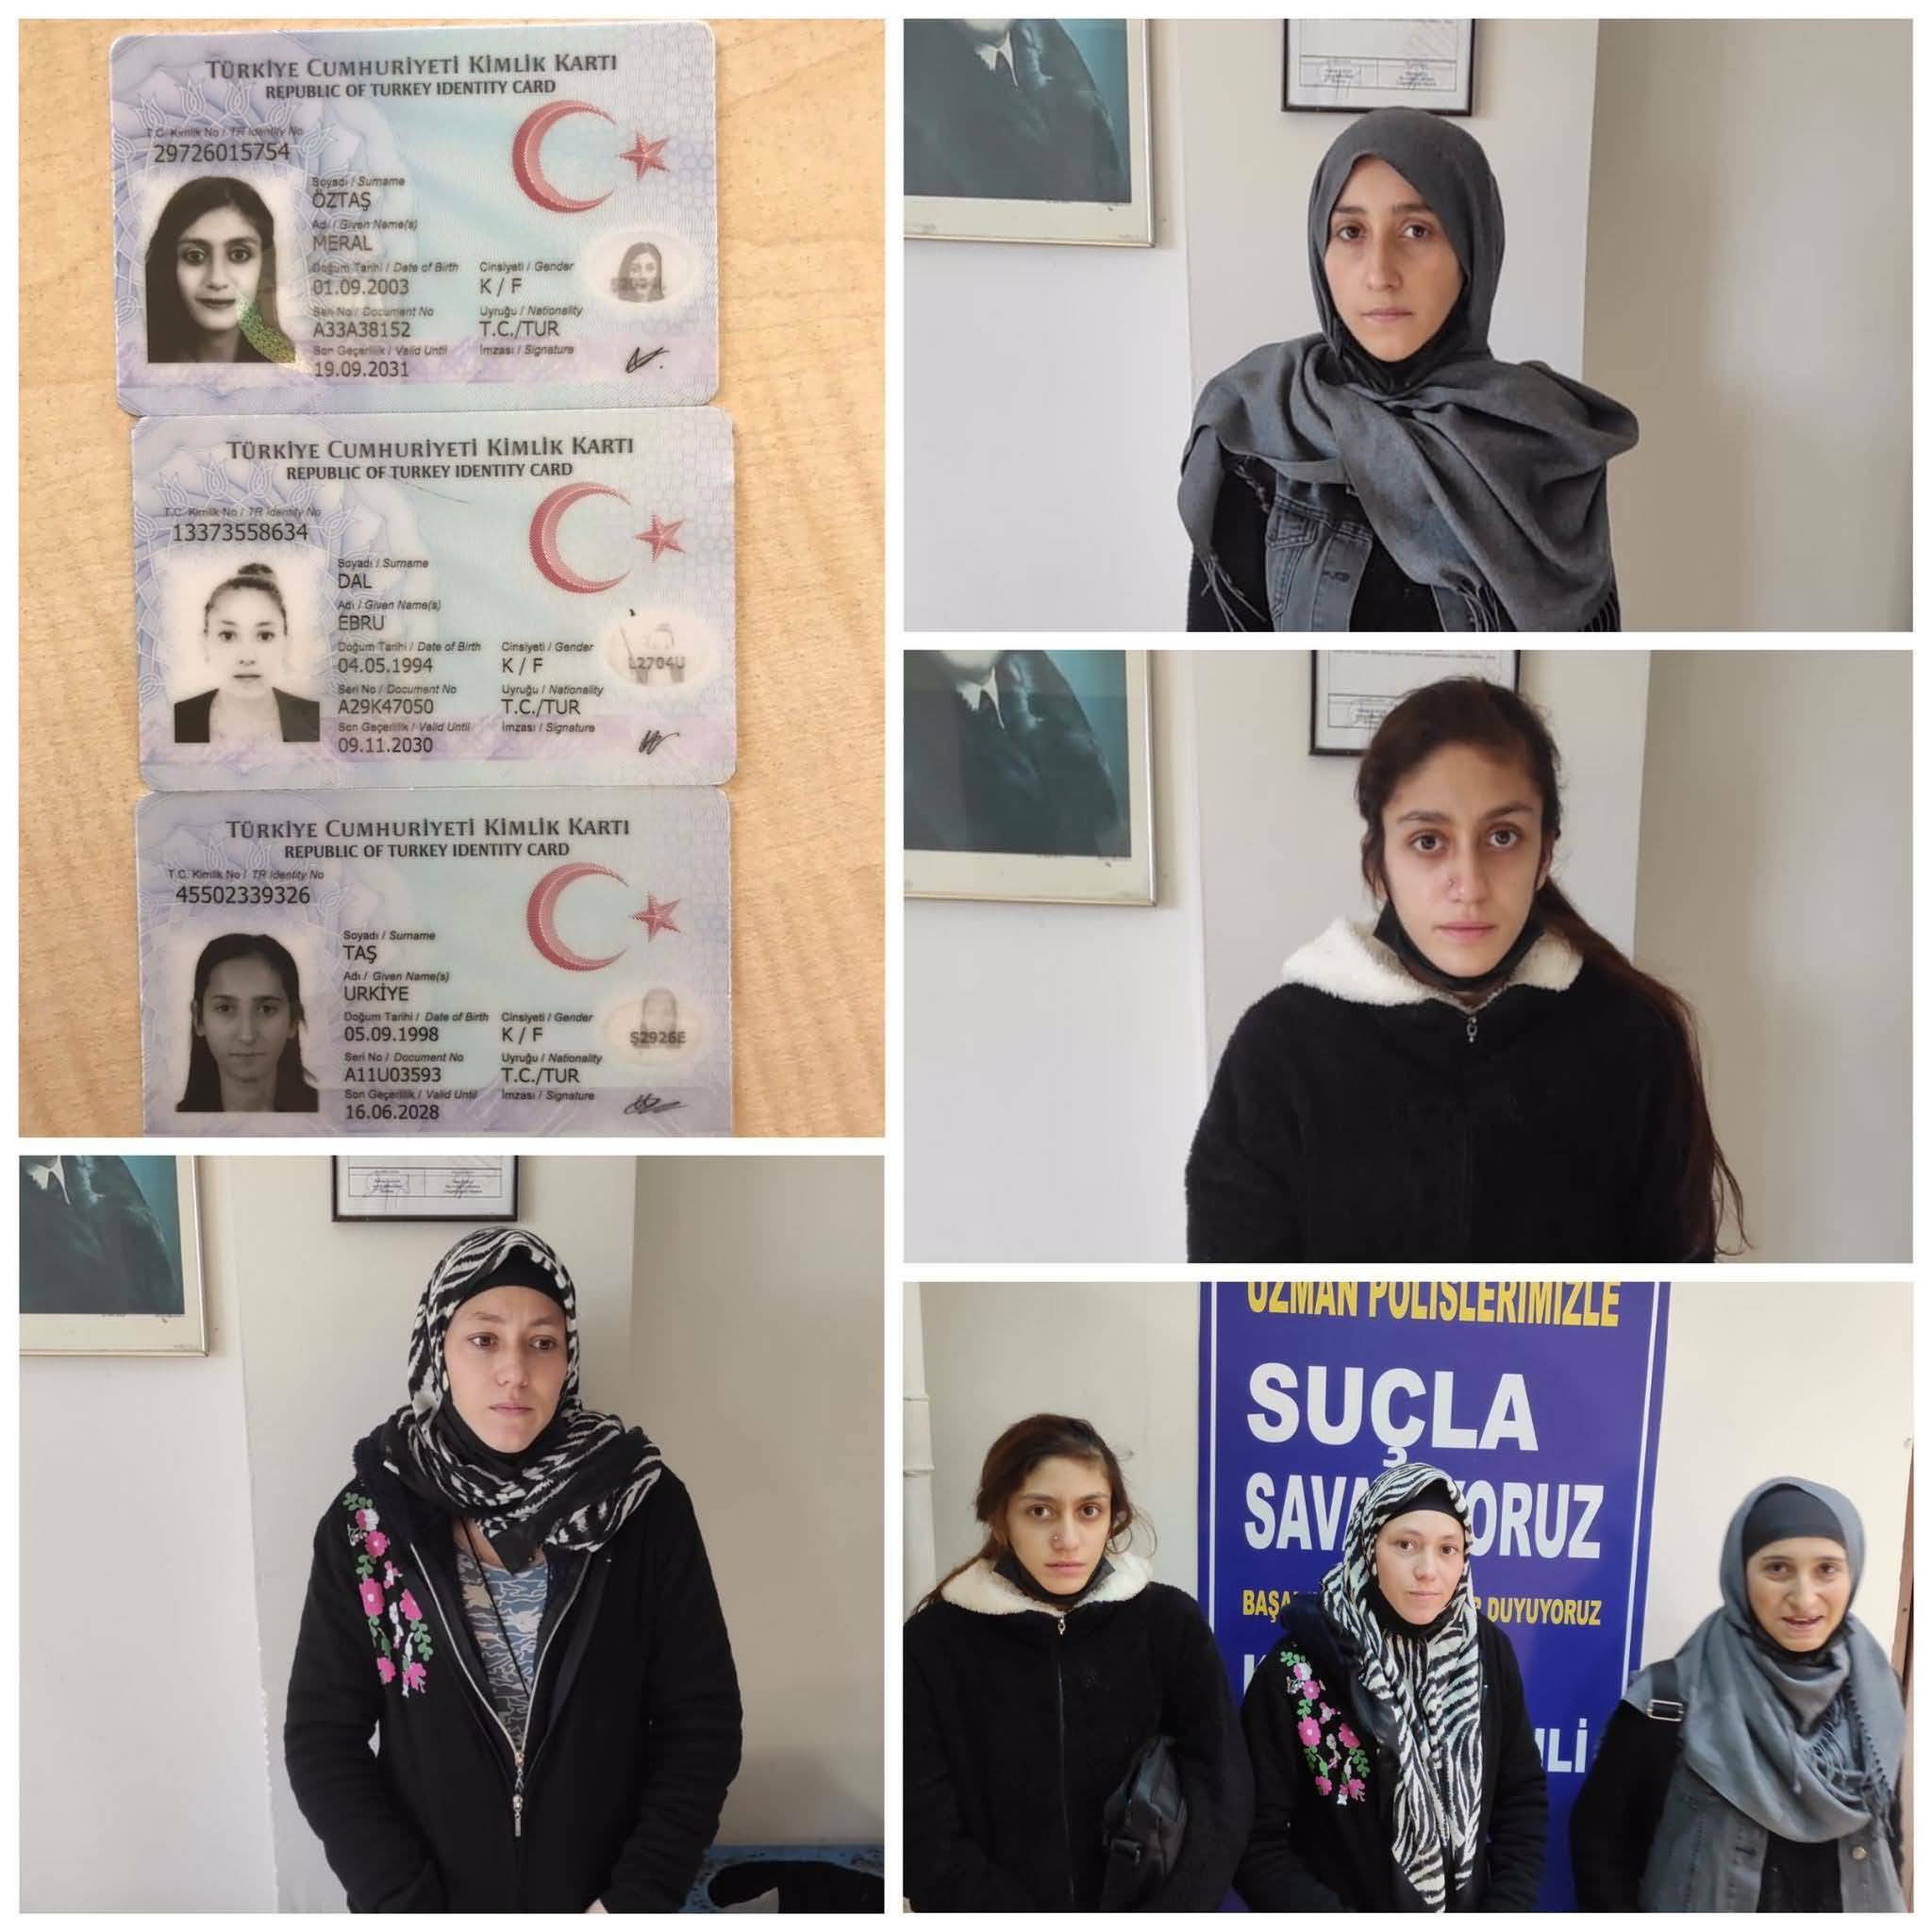 TÜRKİYE CUMHURİYETİ KİMLİK KARTI
REPUBLIC OF TURKEY IDENTITY CARD
T.C. Kimlik No / TR Identity No
29726015754
Soyadı / Surname
ÖZTAŞ
Adı / Given Name(s)
MERAL
Doğum Tarihi / Date of Birth Cinsiyeti / Gender
01.09.2003 K / F
Seri No / Document No Uyruğu / Nationality
A33A38152 T.C./TUR
Son Geçerlilik / Valid Until İmzası / Signature
19.09.2031
TÜRKİYE CUMHURİYETİ KİMLİK KARTI
REPUBLIC OF TURKEY IDENTITY CARD
T.C. Kimlik No / TR Identity No
13373558634
Soyadı / Surname
DAL
Adı / Given Name(s)
EBRU
Doğum Tarihi / Date of Birth Cinsiyeti / Gender
04.05.1994 K / F
L2704U
Seri No / Document No Uyruğu / Nationality
A29K47050 T.C./TUR
Son Geçerlilik / Valid Until İmzası / Signature
09.11.2030
TÜRKİYE CUMHURİYETİ KİMLİK KARTI
REPUBLIC OF TURKEY IDENTITY CARD
T.C. Kimlik No / TR Identity No
45502339326
Soyadı / Surname
TAŞ
Adı / Given Name(s)
URKİYE
Doğum Tarihi / Date of Birth Cinsiyeti / Gender
05.09.1998 K / F
S2926E
Seri No / Document No Uyruğu / Nationality
A11U03593 T.C./TUR
Son Geçerlilik / Valid Until İmzası / Signature
16.06.2028
UZMAN POLİSLERİMİZLE
SUÇLA
SAVA ORUZ
BAŞA DUYUYORUZ